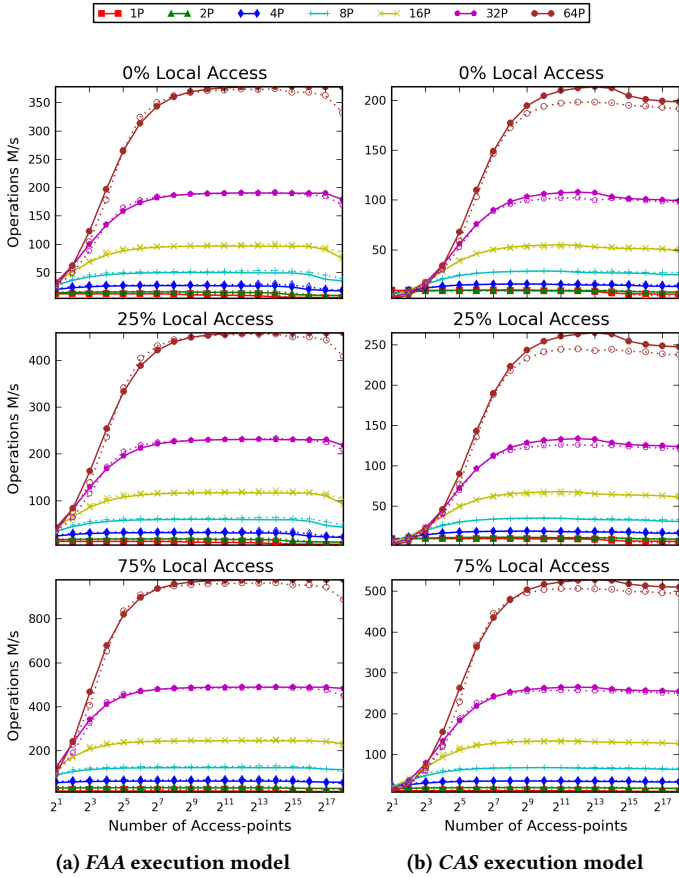 1P 2P 4P 8P 16P 32P 64P
0% Local Access
350
300
250
200
150
100
50
Operations M/s
0% Local Access
200
150
100
50
25% Local Access
400
300
200
100
Operations M/s
25% Local Access
250
200
150
100
50
75% Local Access
800
600
400
200
Operations M/s
2^1 2^3 2^5 2^7 2^9 2^11 2^13 2^15 2^17
Number of Access-points
75% Local Access
500
400
300
200
100
2^1 2^3 2^5 2^7 2^9 2^11 2^13 2^15 2^17
Number of Access-points
(a) FAA execution model
(b) CAS execution model